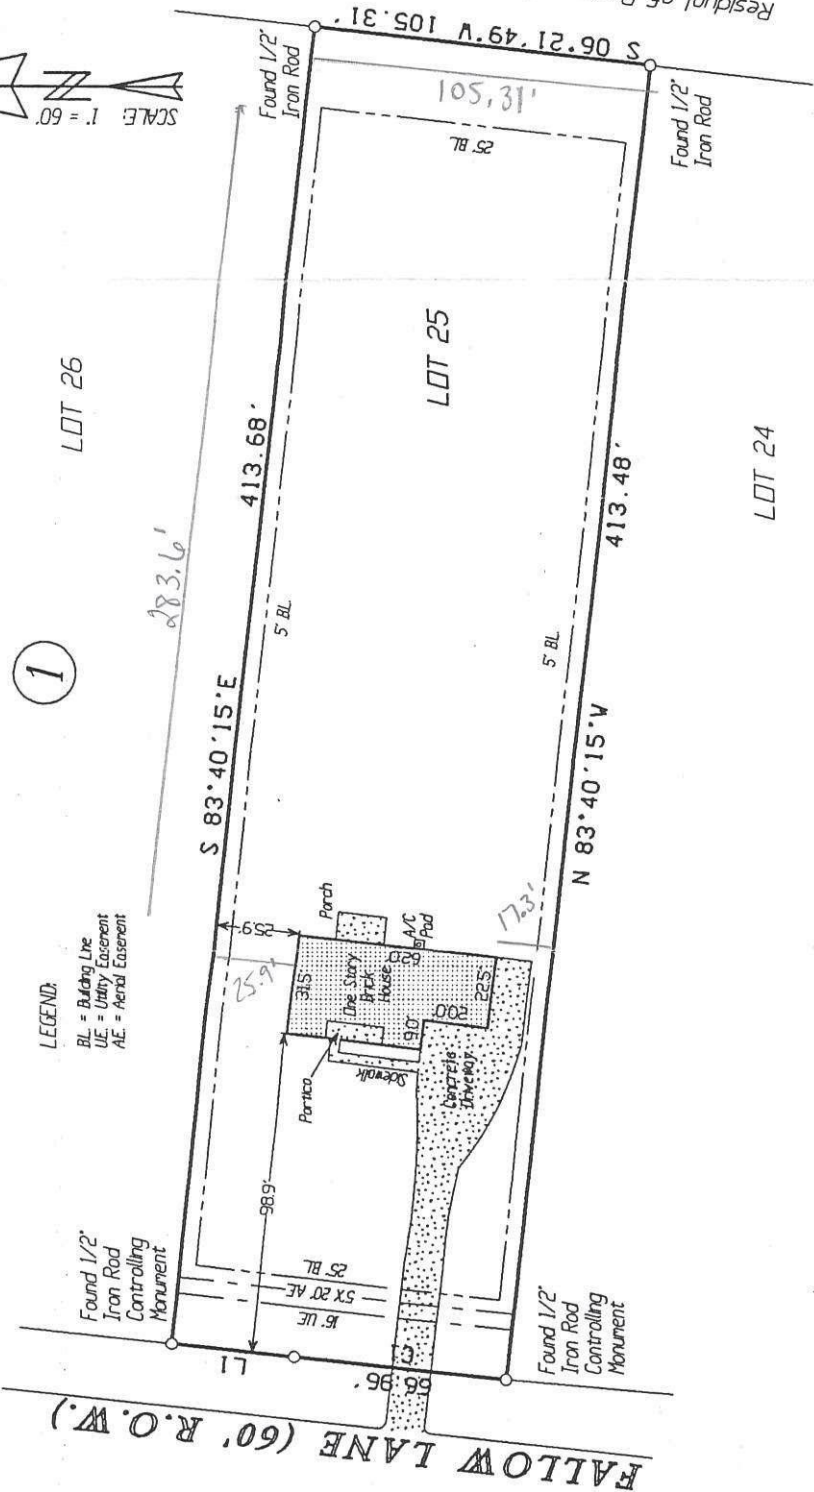 SCALE: 1" = 60'
S 06°21'49"W 105.31'
105.31'
Found 1/2"
Iron Rod
25' BL
Found 1/2"
Iron Rod
LOT 26
283.6'
1
413.68'
S 83°40'15"E
5' BL
LOT 25
413.48'
N 83°40'15"W
5' BL
LOT 24
LEGEND:
BL = Building Line
UE = Utility Easement
AE = Aerial Easement
25.9'
25.9'
17.3'
Porch
A/C
Pad
62.0'
31.5
One Story
Brick
House
9.0'
20.0'
22.5'
Portico
Sidewalk
Concrete
Driveway
98.9'
25' BL
5X 20' AE
16' UE
Found 1/2"
Iron Rod
Controlling
Monument
L1
C1
66.96'
Found 1/2"
Iron Rod
Controlling
Monument
FALLOW LANE (60' R.O.W.)
Residual of